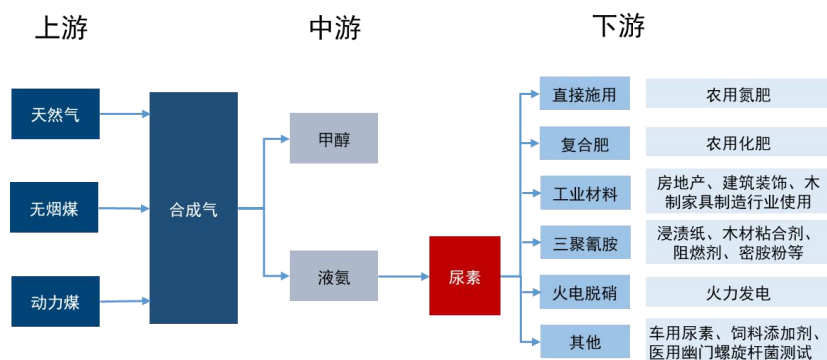 上游
中游
下游
天然气
无烟煤
动力煤
合成气
甲醇
液氨
尿素
直接施用
农用氮肥
复合肥
农用化肥
工业材料
房地产、建筑装饰、木
制家具制造行业使用
三聚氰胺
浸渍纸、木材粘合剂、
阻燃剂、密胺粉等
火电脱硝
火力发电
其他
车用尿素、饲料添加剂、
医用幽门螺旋杆菌测试